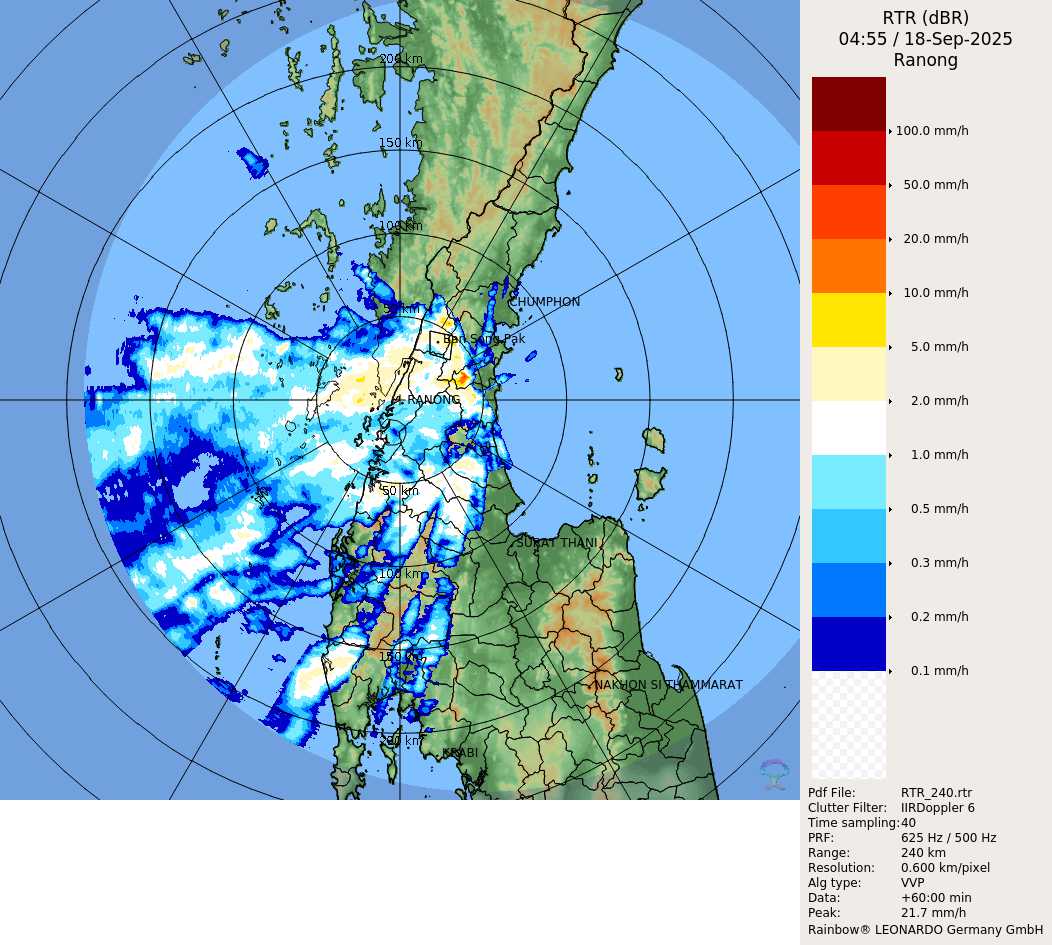 RTR (dBR)
04:55 / 18-Sep-2025
Ranong
100.0 mm/h
50.0 mm/h
20.0 mm/h
10.0 mm/h
5.0 mm/h
2.0 mm/h
1.0 mm/h
0.5 mm/h
0.3 mm/h
0.2 mm/h
0.1 mm/h
200 km
150 km
100 km
50 km
CHUMPHON
Ban Song Pak
RANONG
50 km
SURAT THANI
100 km
150 km
NAKHON SI THAMMARAT
200 km
KRABI
Pdf File: RTR_240.rtr
Clutter Filter: IIRDoppler 6
Time sampling: 40
PRF: 625 Hz / 500 Hz
Range: 240 km
Resolution: 0.600 km/pixel
Alg type: VVP
Data: +60:00 min
Peak: 21.7 mm/h
Rainbow® LEONARDO Germany GmbH